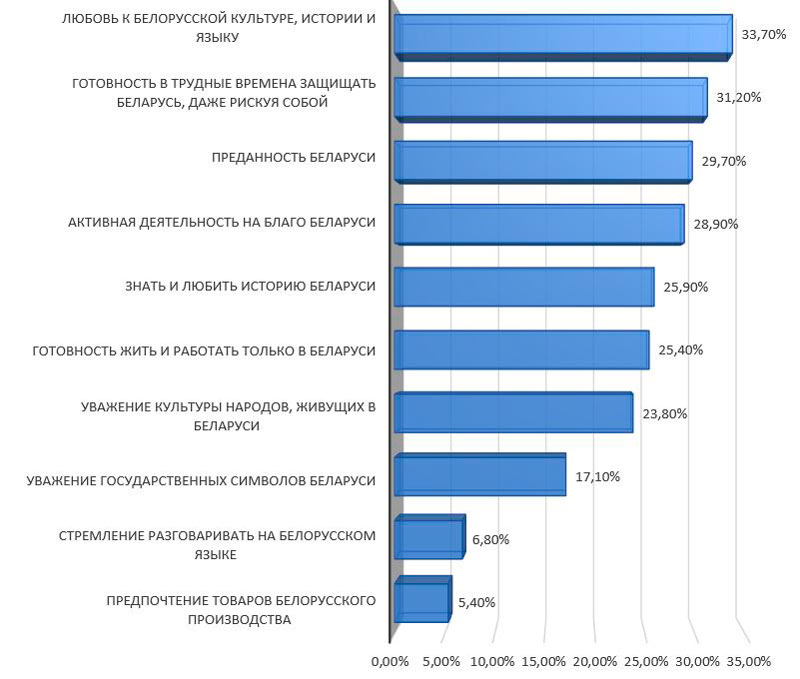 ЛЮБОВЬ К БЕЛОРУССКОЙ КУЛЬТУРЕ, ИСТОРИИ И
ЯЗЫКУ
33,70%
ГОТОВНОСТЬ В ТРУДНЫЕ ВРЕМЕНА ЗАЩИЩАТЬ
БЕЛАРУСЬ, ДАЖЕ РИСКУЯ СОБОЙ
31,20%
ПРЕДАННОСТЬ БЕЛАРУСИ
29,70%
АКТИВНАЯ ДЕЯТЕЛЬНОСТЬ НА БЛАГО БЕЛАРУСИ
28,90%
ЗНАТЬ И ЛЮБИТЬ ИСТОРИЮ БЕЛАРУСИ
25,90%
ГОТОВНОСТЬ ЖИТЬ И РАБОТАТЬ ТОЛЬКО В БЕЛАРУСИ
25,40%
УВАЖЕНИЕ КУЛЬТУРЫ НАРОДОВ, ЖИВУЩИХ В
БЕЛАРУСИ
23,80%
УВАЖЕНИЕ ГОСУДАРСТВЕННЫХ СИМВОЛОВ БЕЛАРУСИ
17,10%
СТРЕМЛЕНИЕ РАЗГОВАРИВАТЬ НА БЕЛОРУССКОМ
ЯЗЫКЕ
6,80%
ПРЕДПОЧТЕНИЕ ТОВАРОВ БЕЛОРУССКОГО
ПРОИЗВОДСТВА
5,40%
0,00% 5,00% 10,00% 15,00% 20,00% 25,00% 30,00% 35,00%